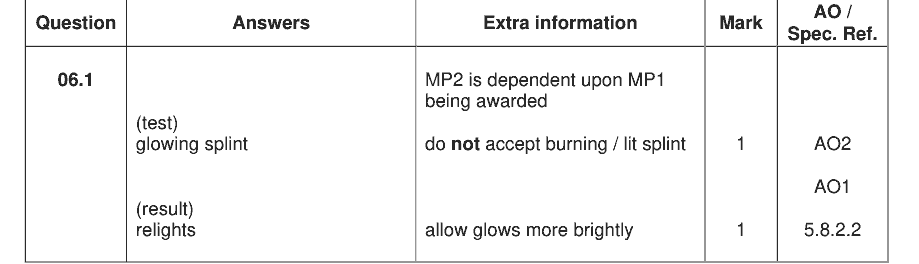 Question Answers Extra information Mark AO /
Spec. Ref.
06.1 MP2 is dependent upon MP1
being awarded
(test)
glowing splint do not accept burning / lit splint 1 AO2
AO1
(result)
relights allow glows more brightly 1 5.8.2.2